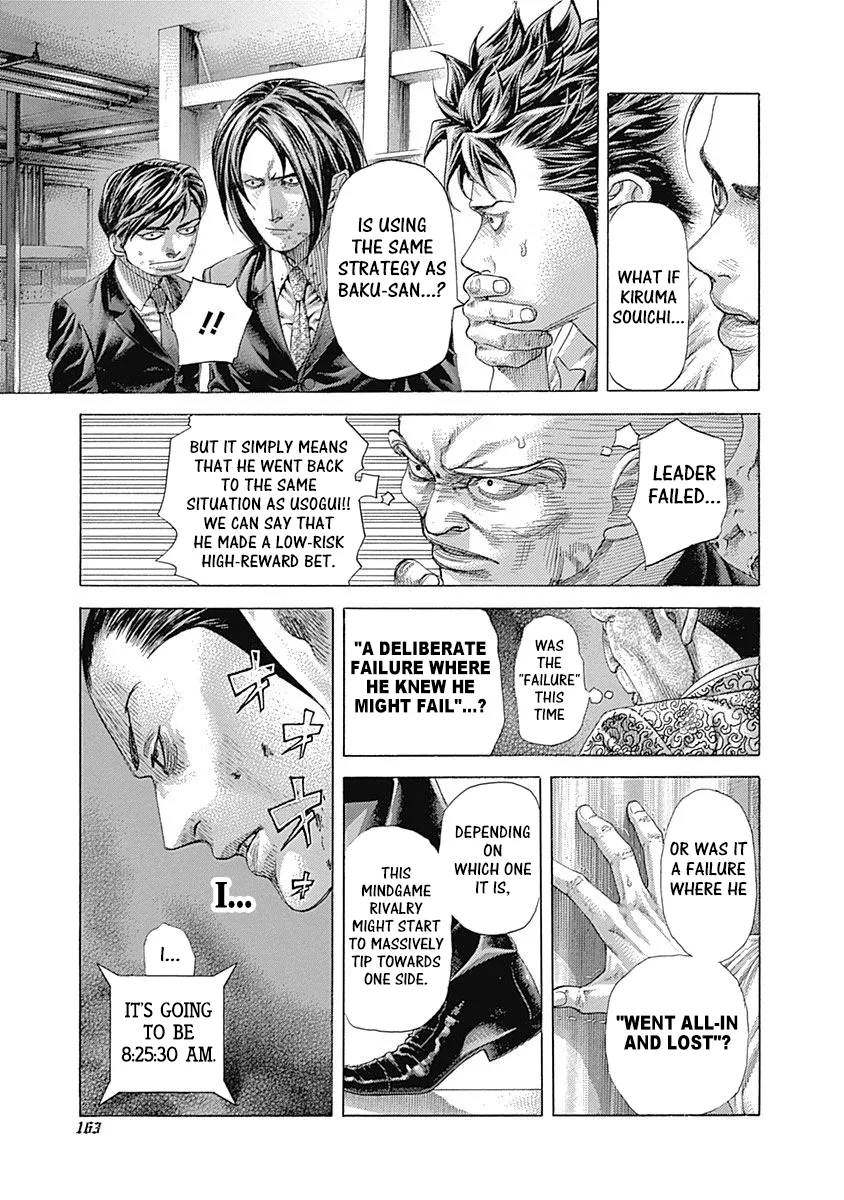 WHAT IF
KIRUMA
SOUICHI...
IS USING
THE SAME
STRATEGY AS
BAKU-SAN...?
!!
LEADER
FAILED...
BUT IT SIMPLY MEANS
THAT HE WENT BACK
TO THE SAME
SITUATION AS USOGUI!!
WE CAN SAY THAT
HE MADE A LOW-RISK
HIGH-REWARD BET.
WAS
THE
"FAILURE"
THIS
TIME
"A DELIBERATE
FAILURE WHERE
HE KNEW HE
MIGHT FAIL"...?
OR WAS IT
A FAILURE
WHERE HE
"WENT ALL-IN
AND LOST"?
DEPENDING
ON
WHICH ONE
IT IS,
THIS
MINDGAME
RIVALRY
MIGHT START
TO MASSIVELY
TIP TOWARDS
ONE SIDE.
ギ
ギ
ギ
ギ
I...
I...
IT'S GOING
TO BE
8:25:30 AM.
163